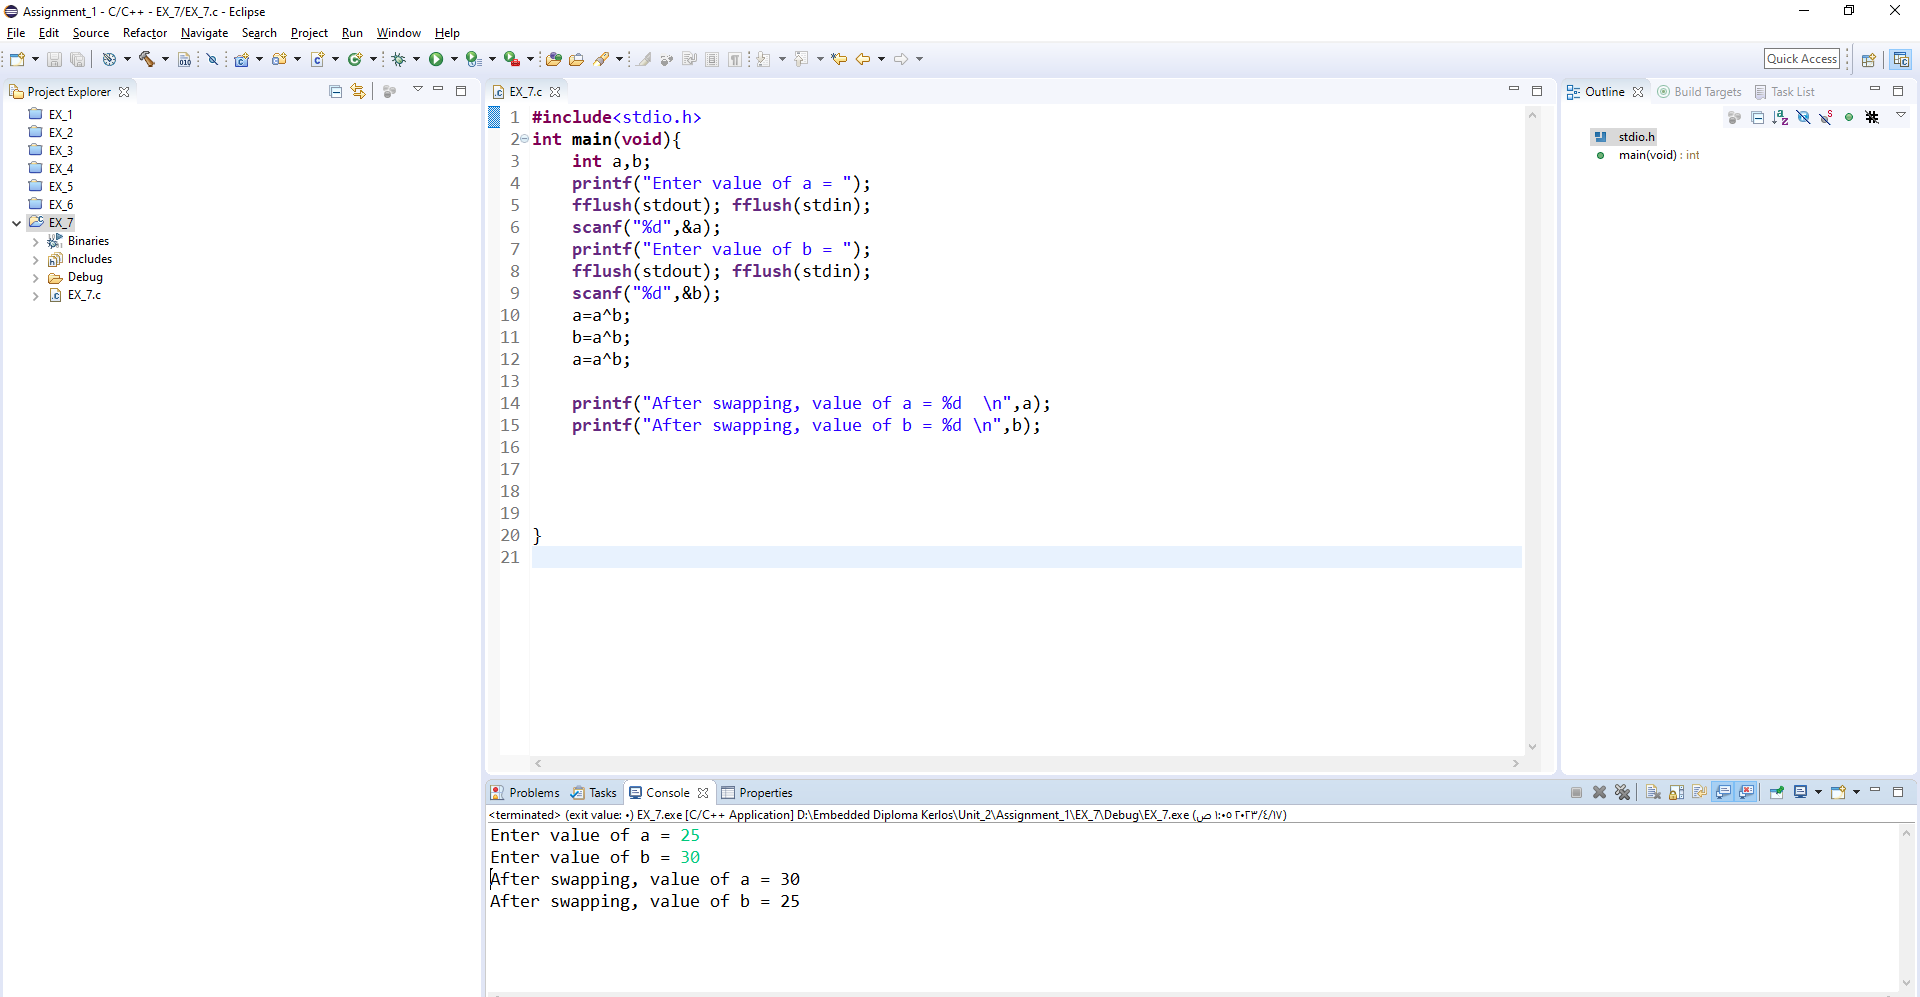 Assignment_1 - C/C++ - EX_7/EX_7.c - Eclipse
File Edit Source Refactor Navigate Search Project Run Window Help
Quick Access
Project Explorer
EX_1
EX_2
EX_3
EX_4
EX_5
EX_6
EX_7
Binaries
Includes
Debug
EX_7.c
EX_7.c
1 #include<stdio.h>
2 int main(void){
3 int a,b;
4 printf("Enter value of a = ");
5 fflush(stdout); fflush(stdin);
6 scanf("%d",&a);
7 printf("Enter value of b = ");
8 fflush(stdout); fflush(stdin);
9 scanf("%d",&b);
10 a=a^b;
11 b=a^b;
12 a=a^b;
13
14 printf("After swapping, value of a = %d  \n",a);
15 printf("After swapping, value of b = %d \n",b);
16
17
18
19
20 }
21
Outline Build Targets Task List
stdio.h
main(void) : int
Problems Tasks Console Properties
<terminated> (exit value: ٠) EX_7.exe [C/C++ Application] D:\Embedded Diploma Kerlos\Unit_2\Assignment_1\EX_7\Debug\EX_7.exe (٢٠٢٣/٤/١٧ ١:٠٥ ص)
Enter value of a = 25
Enter value of b = 30
After swapping, value of a = 30
After swapping, value of b = 25